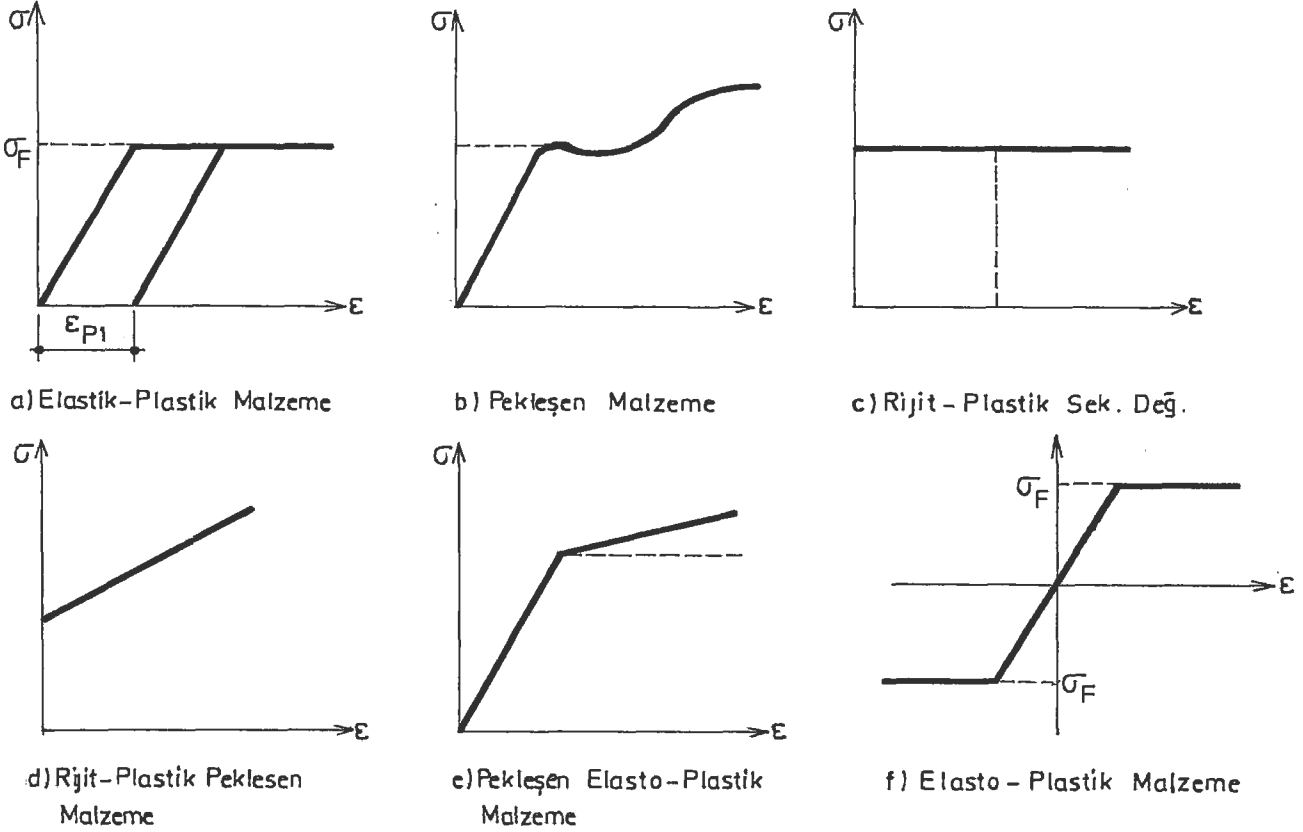 σ
σ
σ
σF
ε
ε
ε
εP1
a) Elastik-Plastik Malzeme
b) Pekleşen Malzeme
c) Rijit-Plastik Sek. Değ.
σ
σ
σF
ε
ε
ε
σF
d) Rijit-Plastik Peklesen
Malzeme
e) Pekleşen Elasto-Plastik
Malzeme
f) Elasto-Plastik Malzeme